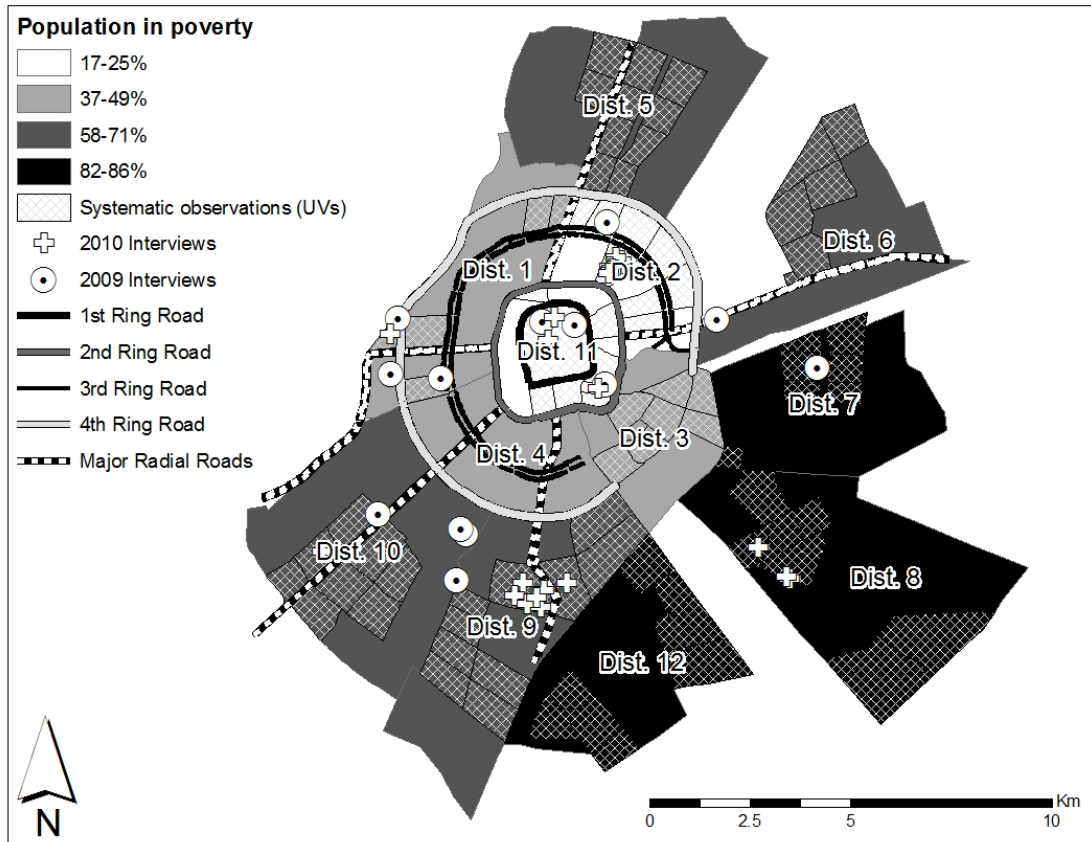 Population in poverty
17-25%
37-49%
58-71%
82-86%
Systematic observations (UVs)
2010 Interviews
2009 Interviews
1st Ring Road
2nd Ring Road
3rd Ring Road
4th Ring Road
Major Radial Roads
Dist. 5
Dist. 6
Dist. 1
Dist. 2
Dist. 11
Dist. 7
Dist. 3
Dist. 4
Dist. 10
Dist. 8
Dist. 9
Dist. 12
N
Km
0 2.5 5 10